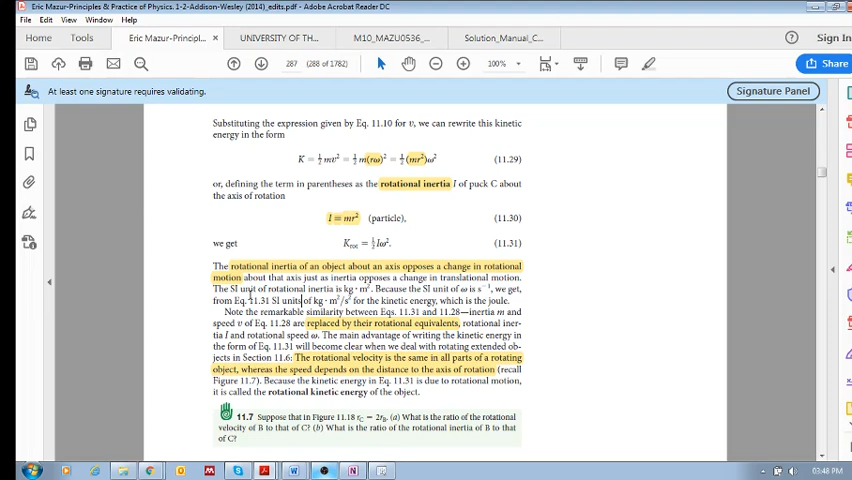 Eric Mazur-Principles & Practice of Physics. 1-2-Addison-Wesley (2014)_edits.pdf - Adobe Acrobat Reader DC
File Edit View Window Help
Home Tools Eric Mazur-Principl... × UNIVERSITY OF TH... M10_MAZU0536_... Solution_Manual_C... Sign In
287 (288 of 1782) 100% Share
At least one signature requires validating. Signature Panel
Substituting the expression given by Eq. 11.10 for v, we can rewrite this kinetic
energy in the form
K = ½ mv² = ½ m(rω)² = ½ (mr²)ω² (11.29)
or, defining the term in parentheses as the rotational inertia I of puck C about
the axis of rotation
I ≡ mr² (particle), (11.30)
we get K_rot = ½ Iω². (11.31)
The rotational inertia of an object about an axis opposes a change in rotational
motion about that axis just as inertia opposes a change in translational motion.
The SI unit of rotational inertia is kg · m². Because the SI unit of ω is s⁻¹, we get,
from Eq. 11.31 SI units of kg · m²/s² for the kinetic energy, which is the joule.
Note the remarkable similarity between Eqs. 11.31 and 11.28—inertia m and
speed v of Eq. 11.28 are replaced by their rotational equivalents, rotational iner-
tia I and rotational speed ω. The main advantage of writing the kinetic energy in
the form of Eq. 11.31 will become clear when we deal with rotating extended ob-
jects in Section 11.6: The rotational velocity is the same in all parts of a rotating
object, whereas the speed depends on the distance to the axis of rotation (recall
Figure 11.7). Because the kinetic energy in Eq. 11.31 is due to rotational motion,
it is called the rotational kinetic energy of the object.
11.7 Suppose that in Figure 11.18 r_C = 2r_B. (a) What is the ratio of the rotational
velocity of B to that of C? (b) What is the ratio of the rotational inertia of B to that
of C?
03:48 PM